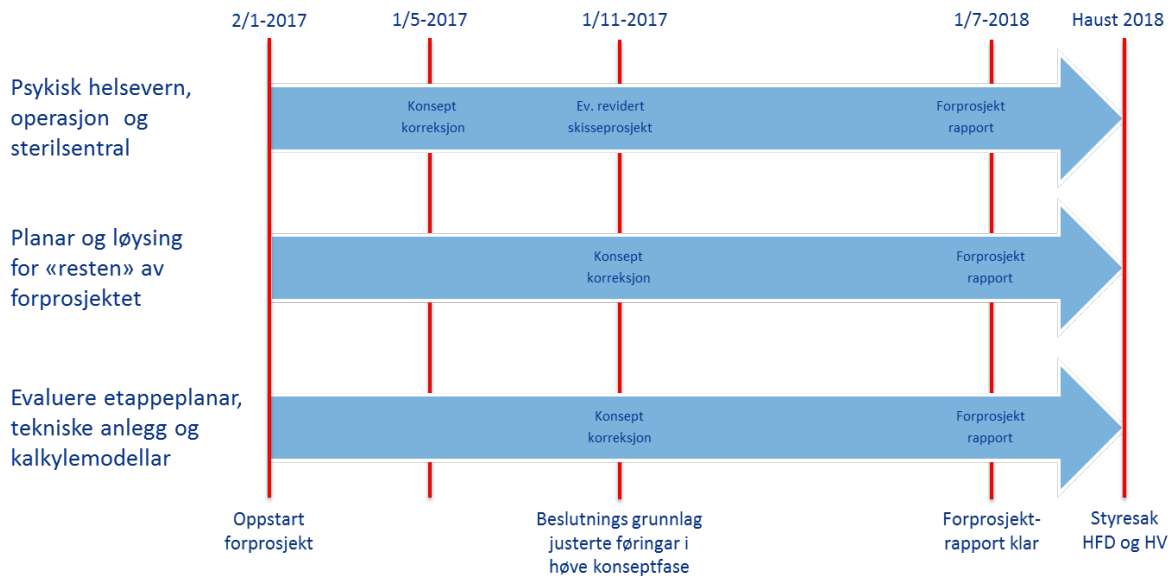 2/1-2017
1/5-2017
1/11-2017
1/7-2018
Haust 2018
Psykisk helsevern,
operasjon og
sterilsentral
Konsept
korreksjon
Ev. revidert
skisseprosjekt
Forprosjekt
rapport
Planar og løysing
for «resten» av
forprosjektet
Konsept
korreksjon
Forprosjekt
rapport
Evaluere etappeplanar,
tekniske anlegg og
kalkylemodellar
Konsept
korreksjon
Forprosjekt
rapport
Oppstart
forprosjekt
Beslutnings grunnlag
justerte føringar i
høve konseptfase
Forprosjekt-
rapport klar
Styresak
HFD og HV